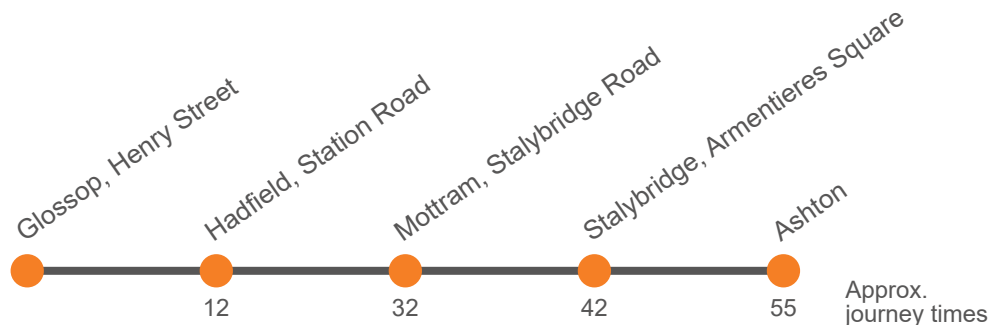 Glossop, Henry Street
Hadfield, Station Road
Mottram, Stalybridge Road
Stalybridge, Armentieres Square
Ashton
12
32
42
55
Approx.
journey times